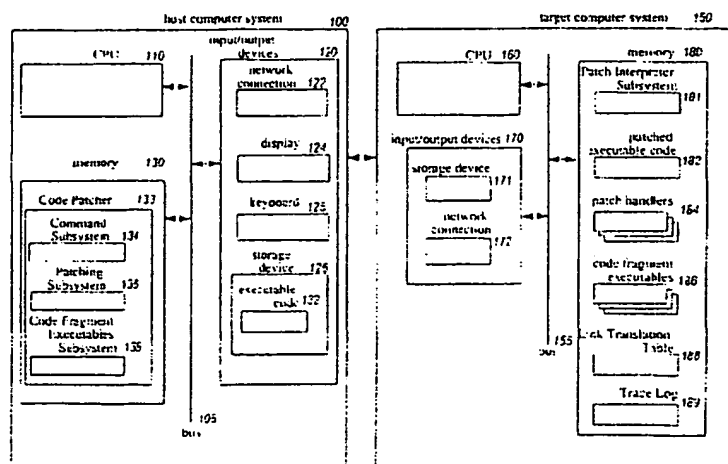 host computer system 100
CPU 110
input/output devices 120
network connection 122
display 124
keyboard 125
storage device 126
executable code 132
memory 130
Code Patcher 133
Command Subsystem 134
Patching Subsystem 135
Code Fragment Executables Subsystem
105
bus
target computer system 150
CPU 160
input/output devices 170
storage device 171
network connection 172
155
bus
memory 180
Patch Interpreter Subsystem 181
patched executable code 182
patch handlers 184
code fragment executables 186
Translation Table 188
Trace Log 189